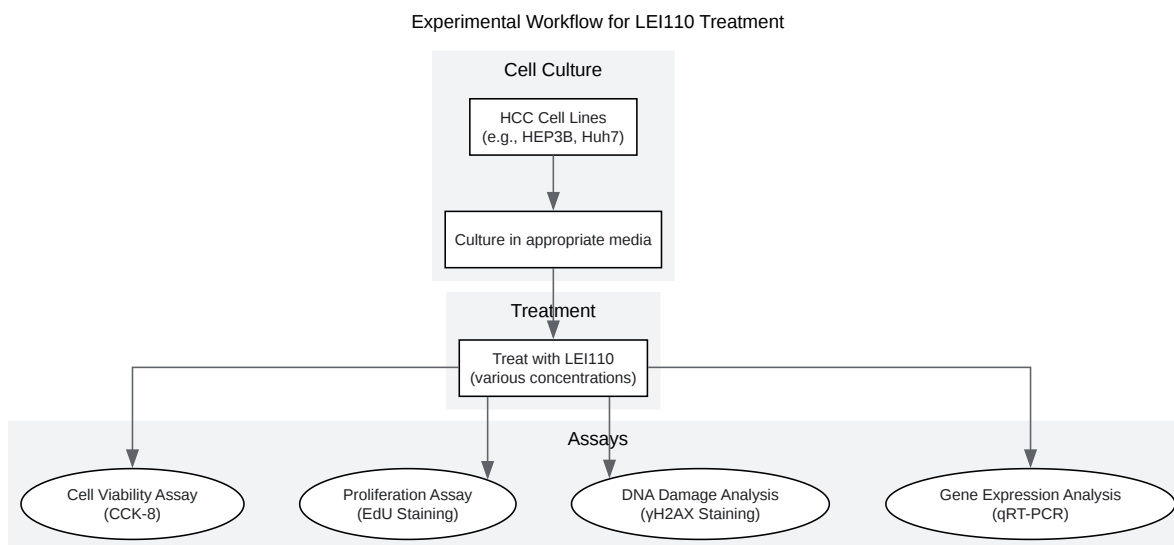 Experimental Workflow for LEI110 Treatment
Cell Culture
HCC Cell Lines
(e.g., HEP3B, Huh7)
Culture in appropriate media
Treatment
Treat with LEI110
(various concentrations)
Assays
Cell Viability Assay
(CCK-8)
Proliferation Assay
(EdU Staining)
DNA Damage Analysis
(γH2AX Staining)
Gene Expression Analysis
(qRT-PCR)